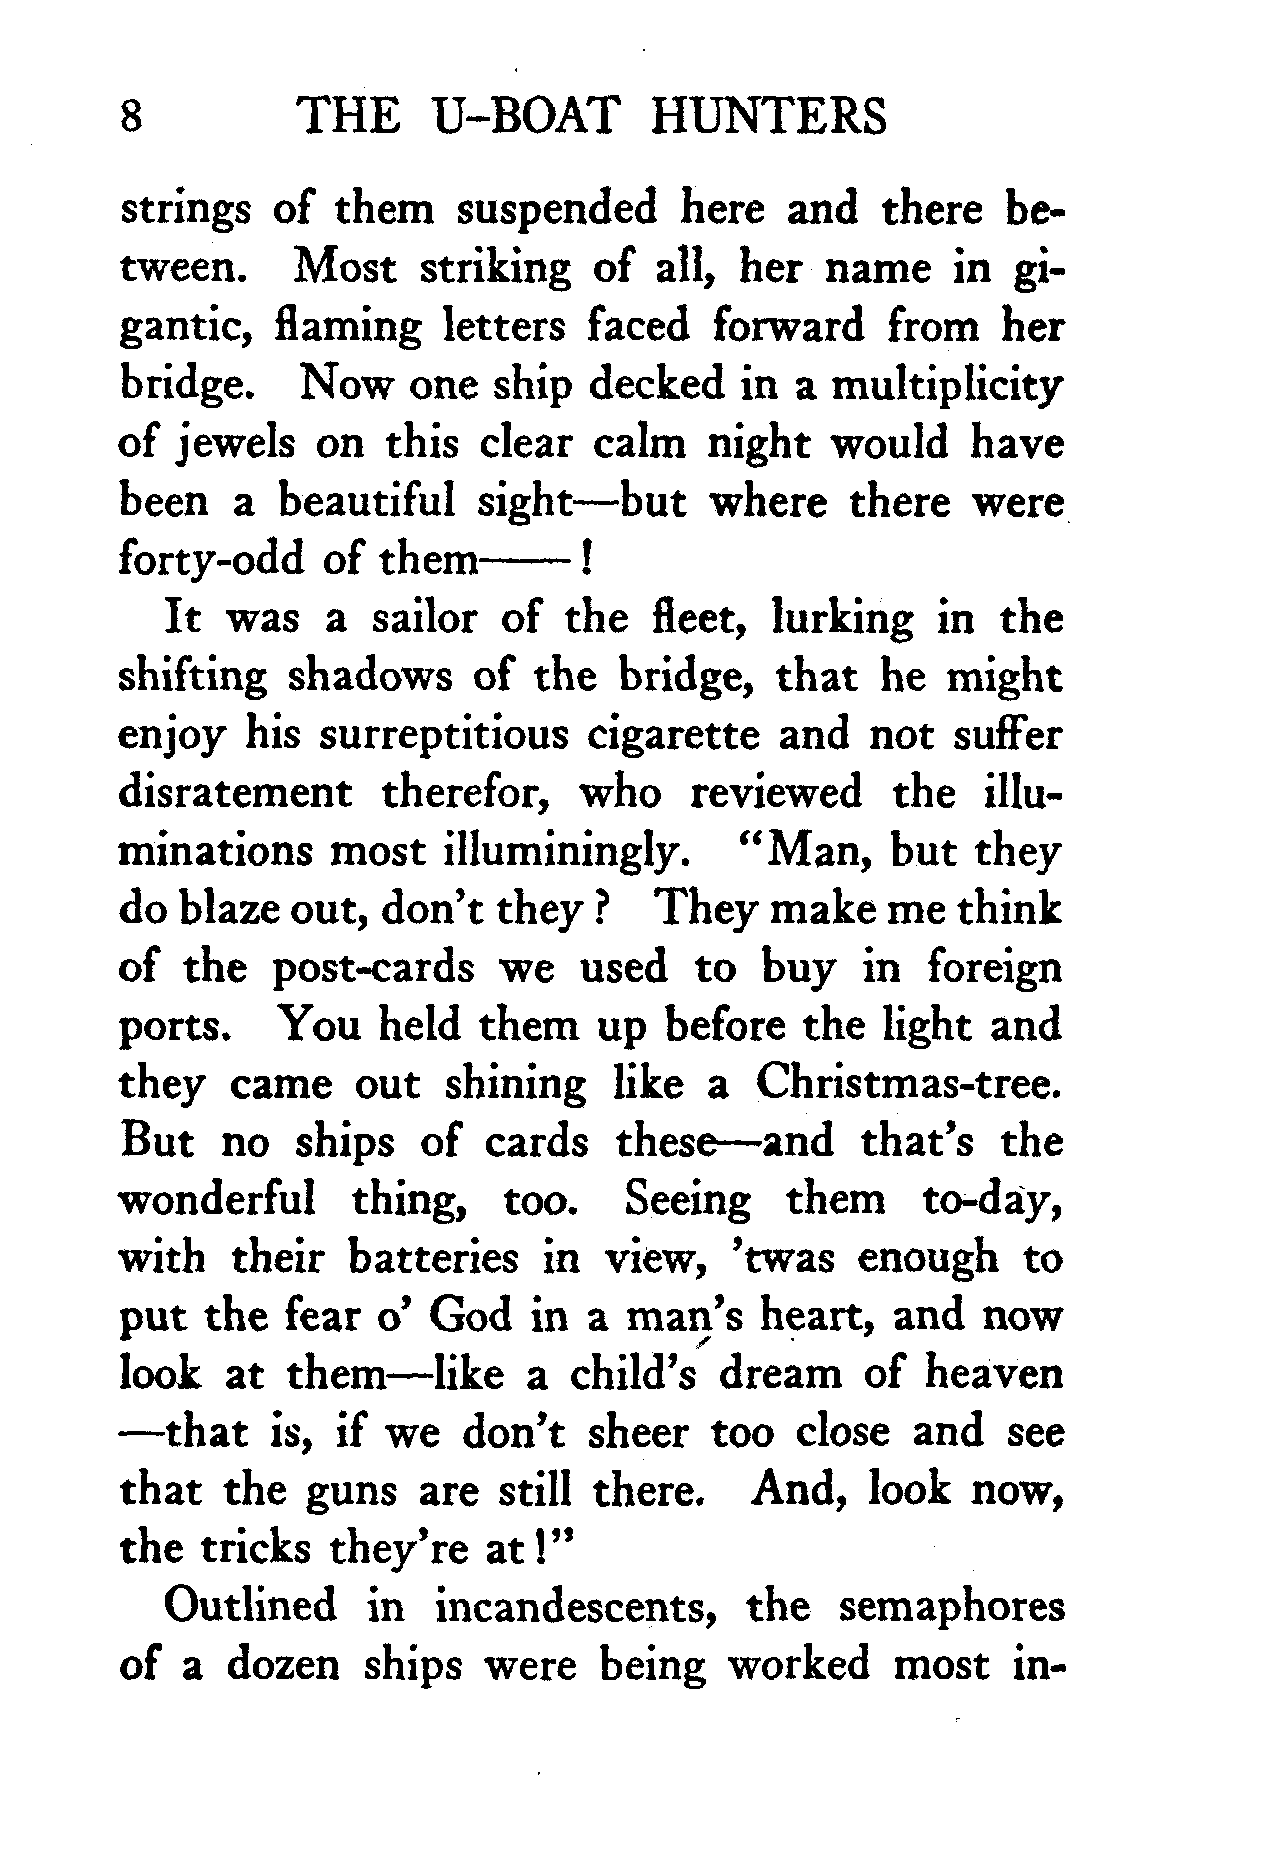 8 THE U-BOAT HUNTERS
strings of them suspended here and there be-
tween. Most striking of all, her name in gi-
gantic, flaming letters faced forward from her
bridge. Now one ship decked in a multiplicity
of jewels on this clear calm night would have
been a beautiful sight—but where there were
forty-odd of them——!
It was a sailor of the fleet, lurking in the
shifting shadows of the bridge, that he might
enjoy his surreptitious cigarette and not suffer
disratement therefor, who reviewed the illu-
minations most illuminingly. "Man, but they
do blaze out, don't they? They make me think
of the post-cards we used to buy in foreign
ports. You held them up before the light and
they came out shining like a Christmas-tree.
But no ships of cards these—and that's the
wonderful thing, too. Seeing them to-day,
with their batteries in view, 'twas enough to
put the fear o' God in a man's heart, and now
look at them—like a child's dream of heaven
—that is, if we don't sheer too close and see
that the guns are still there. And, look now,
the tricks they're at!"
Outlined in incandescents, the semaphores
of a dozen ships were being worked most in-